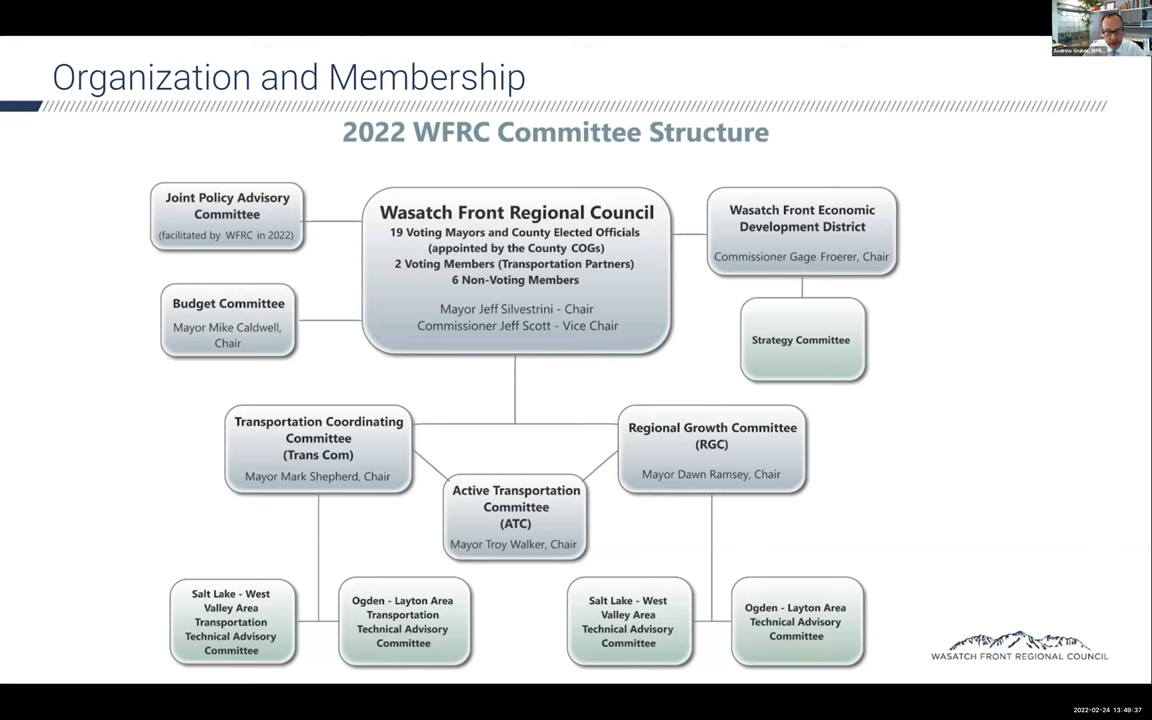 Andrew Gruber, WFR...
Organization and Membership
2022 WFRC Committee Structure
Joint Policy Advisory
Committee
(facilitated by WFRC in 2022)
Wasatch Front Regional Council
19 Voting Mayors and County Elected Officials
(appointed by the County COGs)
2 Voting Members (Transportation Partners)
6 Non-Voting Members
Mayor Jeff Silvestrini - Chair
Commissioner Jeff Scott - Vice Chair
Wasatch Front Economic
Development District
Commissioner Gage Froerer, Chair
Budget Committee
Mayor Mike Caldwell,
Chair
Strategy Committee
Transportation Coordinating
Committee
(Trans Com)
Mayor Mark Shepherd, Chair
Regional Growth Committee
(RGC)
Mayor Dawn Ramsey, Chair
Active Transportation
Committee
(ATC)
Mayor Troy Walker, Chair
Salt Lake - West
Valley Area
Transportation
Technical Advisory
Committee
Ogden - Layton Area
Transportation
Technical Advisory
Committee
Salt Lake - West
Valley Area
Technical Advisory
Committee
Ogden - Layton Area
Technical Advisory
Committee
WASATCH FRONT REGIONAL COUNCIL
2022-02-24 13:49:37